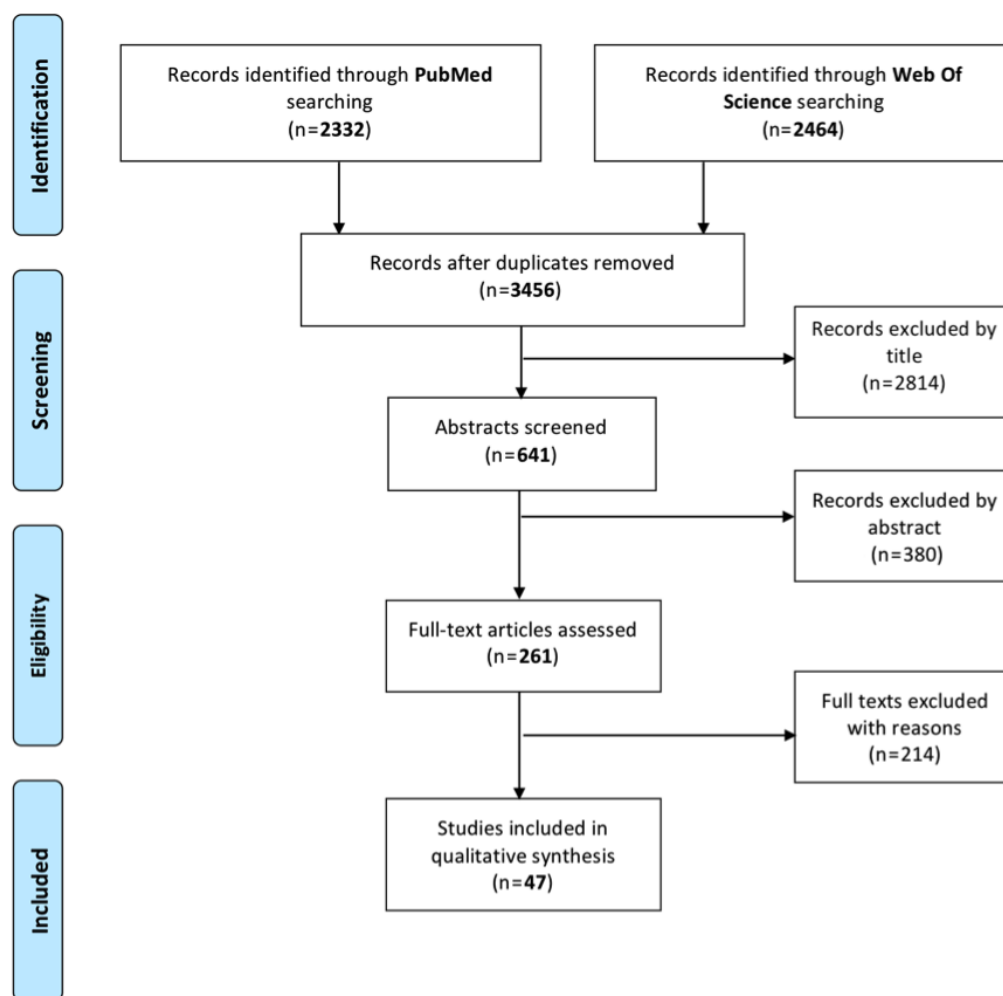 Identification
Records identified through PubMed
searching
(n=2332)
Records identified through Web Of
Science searching
(n=2464)
Records after duplicates removed
(n=3456)
Screening
Records excluded by
title
(n=2814)
Abstracts screened
(n=641)
Records excluded by
abstract
(n=380)
Eligibility
Full-text articles assessed
(n=261)
Full texts excluded
with reasons
(n=214)
Included
Studies included in
qualitative synthesis
(n=47)